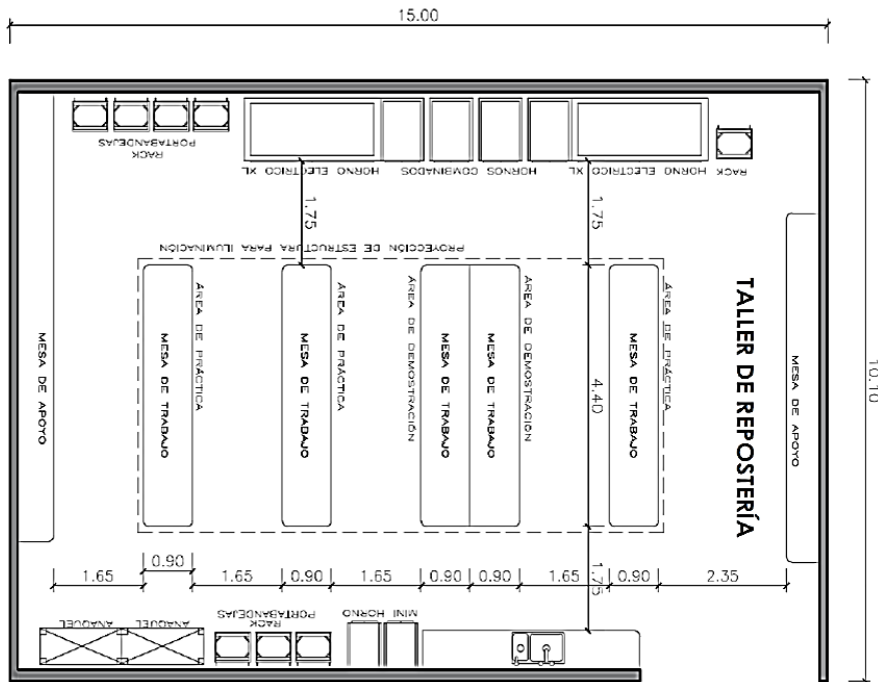 15.00
RACK
PORTABANDEJAS
HORNO ELECTRICO XL
HORNOS COMBINADOS
HORNO ELECTRICO XL
RACK
1.75
1.75
PROYECCIÓN DE ESTRUCTURA PARA ILUMINACIÓN
MESA DE APOYO
MESA DE TRABAJO
ÁREA DE PRÁCTICA
MESA DE TRABAJO
ÁREA DE PRÁCTICA
ÁREA DE DEMOSTRACIÓN
MESA DE TRABAJO
MESA DE TRABAJO
ÁREA DE DEMOSTRACIÓN
4.40
MESA DE TRABAJO
ÁREA DE PRÁCTICA
TALLER DE REPOSTERÍA
MESA DE APOYO
10.10
1.65
0.90
1.65
0.90
1.65
0.90
0.90
1.65
1.75
0.90
2.35
ANAQUEL
ANAQUEL
RACK
PORTABANDEJAS
MINI HORNO